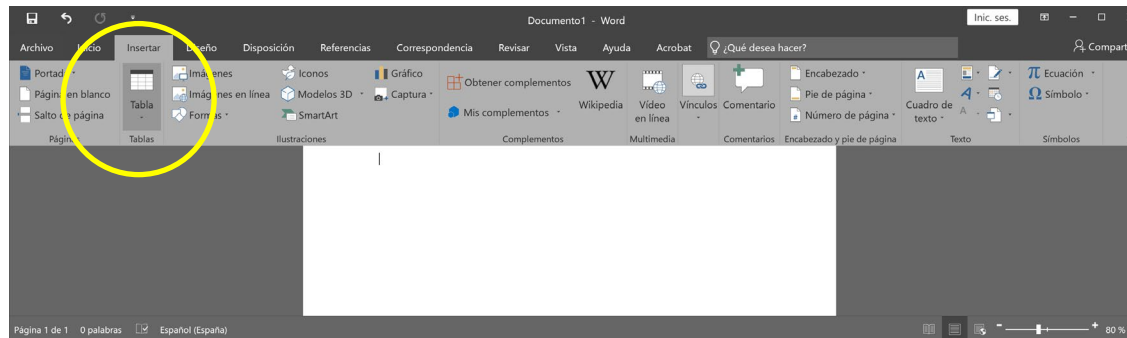 Documento1 - Word
Inic. ses.
Archivo Inicio Insertar Diseño Disposición Referencias Correspondencia Revisar Vista Ayuda Acrobat ¿Qué desea hacer? Compart
Portada
Página en blanco
Salto de página
Páginas
Tabla
Tablas
Imágenes
Imágenes en línea
Formas
Iconos
Modelos 3D
SmartArt
Gráfico
Captura
Ilustraciones
Obtener complementos
Mis complementos
W
Wikipedia
Complementos
Vídeo
en línea
Multimedia
Vínculos
Comentario
Comentarios
Encabezado
Pie de página
Número de página
Encabezado y pie de página
A
Cuadro de
texto
A
A
Texto
π Ecuación
Ω Símbolo
Símbolos
Página 1 de 1 0 palabras Español (España)
80 %